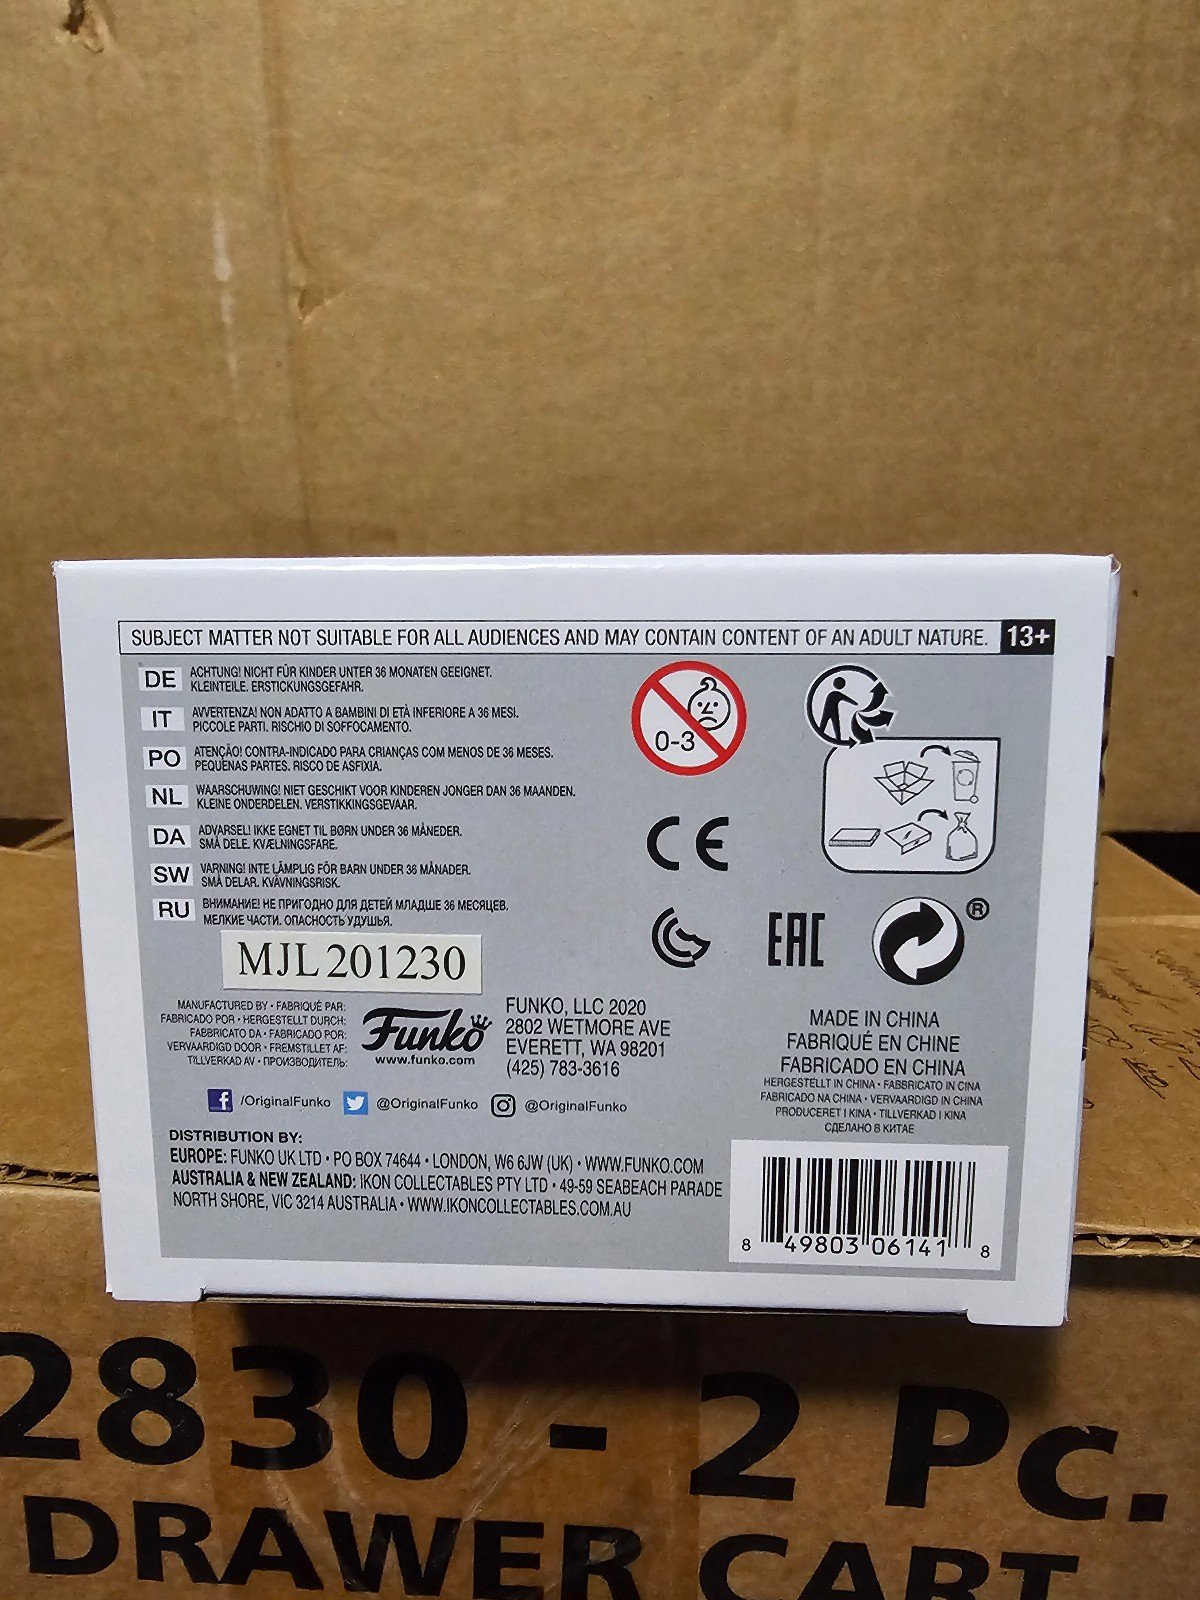 SUBJECT MATTER NOT SUITABLE FOR ALL AUDIENCES AND MAY CONTAIN CONTENT OF AN ADULT NATURE. 13+
DE ACHTUNG! NICHT FÜR KINDER UNTER 36 MONATEN GEEIGNET.
KLEINTEILE. ERSTICKUNGSGEFAHR.
IT AVVERTENZA! NON ADATTO A BAMBINI DI ETÀ INFERIORE A 36 MESI.
PICCOLE PARTI. RISCHIO DI SOFFOCAMENTO.
PO ATENÇÃO! CONTRA-INDICADO PARA CRIANÇAS COM MENOS DE 36 MESES.
PEQUENAS PARTES. RISCO DE ASFIXIA.
NL WAARSCHUWING! NIET GESCHIKT VOOR KINDEREN JONGER DAN 36 MAANDEN.
KLEINE ONDERDELEN. VERSTIKKINGSGEVAAR.
DA ADVARSEL! IKKE EGNET TIL BØRN UNDER 36 MÅNEDER.
SMÅ DELE. KVÆLNINGSFARE.
SW VARNING! INTE LÄMPLIG FÖR BARN UNDER 36 MÅNADER.
SMÅ DELAR. KVÄVNINGSRISK.
RU ВНИМАНИЕ! НЕ ПРИГОДНО ДЛЯ ДЕТЕЙ МЛАДШЕ 36 МЕСЯЦЕВ.
МЕЛКИЕ ЧАСТИ. ОПАСНОСТЬ УДУШЬЯ.
0-3
CE
EAC
®
MJL 201230
MANUFACTURED BY • FABRIQUÉ PAR:
FABRICADO POR • HERGESTELLT DURCH:
FABBRICATO DA • FABRICADO POR:
VERVAARDIGD DOOR • FREMSTILLET AF:
TILLVERKAD AV • ПРОИЗВОДИТЕЛЬ:
Funko
www.funko.com
FUNKO, LLC 2020
2802 WETMORE AVE
EVERETT, WA 98201
(425) 783-3616
MADE IN CHINA
FABRIQUÉ EN CHINE
FABRICADO EN CHINA
HERGESTELLT IN CHINA • FABBRICATO IN CINA
FABRICADO NA CHINA • VERVAARDIGD IN CHINA
PRODUCERET I KINA • TILLVERKAD I KINA
СДЕЛАНО В КИТАЕ
f /OriginalFunko @OriginalFunko @OriginalFunko
DISTRIBUTION BY:
EUROPE: FUNKO UK LTD • PO BOX 74644 • LONDON, W6 6JW (UK) • WWW.FUNKO.COM
AUSTRALIA & NEW ZEALAND: IKON COLLECTABLES PTY LTD • 49-59 SEABEACH PARADE
NORTH SHORE, VIC 3214 AUSTRALIA • WWW.IKONCOLLECTABLES.COM.AU
8 49803 06141 8
2830 - 2 Pc.
DRAWER CART